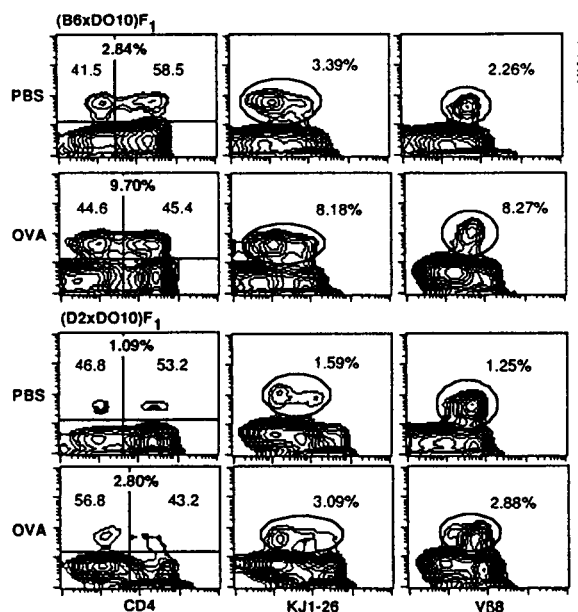 (B6xDO10)F1
2.84%
41.5 58.5 3.39% 2.26%
PBS
9.70%
44.6 45.4 8.18% 8.27%
OVA
(D2xDO10)F1
1.09%
46.8 53.2 1.59% 1.25%
PBS
2.80%
56.8 43.2 3.09% 2.88%
OVA
CD4 KJ1-26 Vβ8